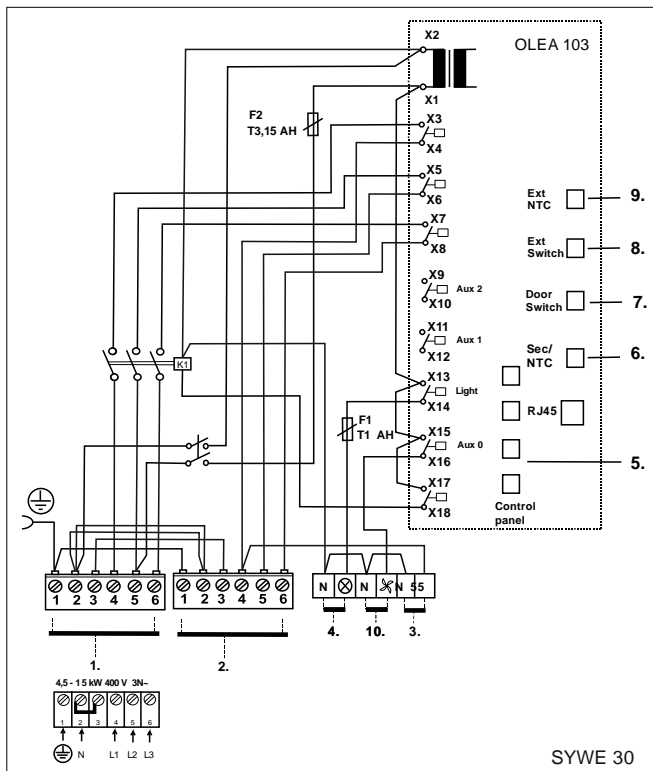 X2
OLEA 103
X1
F2
T3,15 AH
X3
X4
X5
X6
Ext
NTC
9.
X7
X8
Ext
Switch
8.
X9
X10
Aux 2
Door
Switch
7.
X11
X12
Aux 1
Sec/
NTC
6.
K1
X13
X14
Light
RJ45
F1
T1 AH
X15
X16
Aux 0
5.
X17
X18
Control
panel
1 2 3 4 5 6
1 2 3 4 5 6
N N N 55
4. 10. 3.
1. 2.
4,5 - 15 kW 400 V 3N~
1 2 3 4 5 6
N L1 L2 L3
SYWE 30